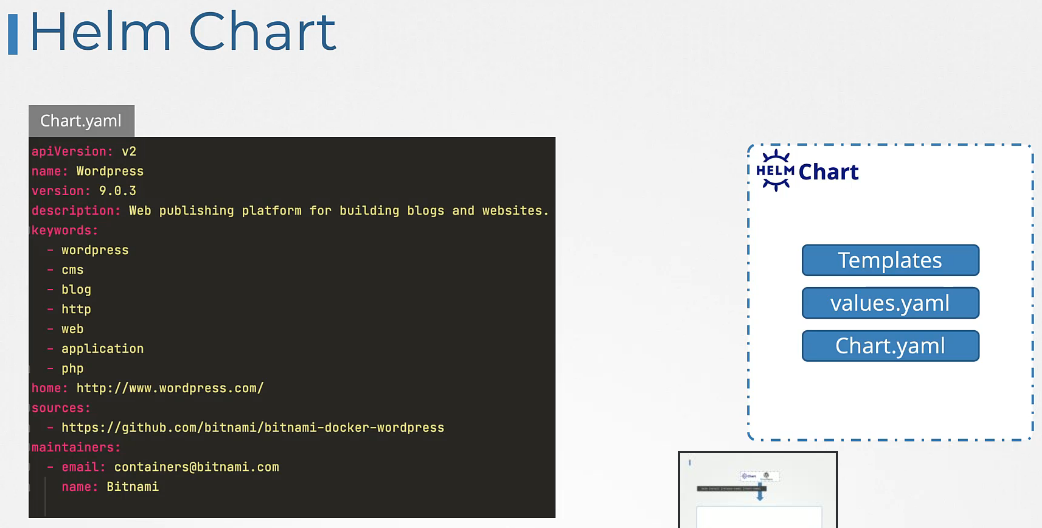 Helm Chart
Chart.yaml
apiVersion: v2
name: Wordpress
version: 9.0.3
description: Web publishing platform for building blogs and websites.
keywords:
- wordpress
- cms
- blog
- http
- web
- application
- php
home: http://www.wordpress.com/
sources:
- https://github.com/bitnami/bitnami-docker-wordpress
maintainers:
- email: containers@bitnami.com
name: Bitnami
HELM Chart
Templates
values.yaml
Chart.yaml